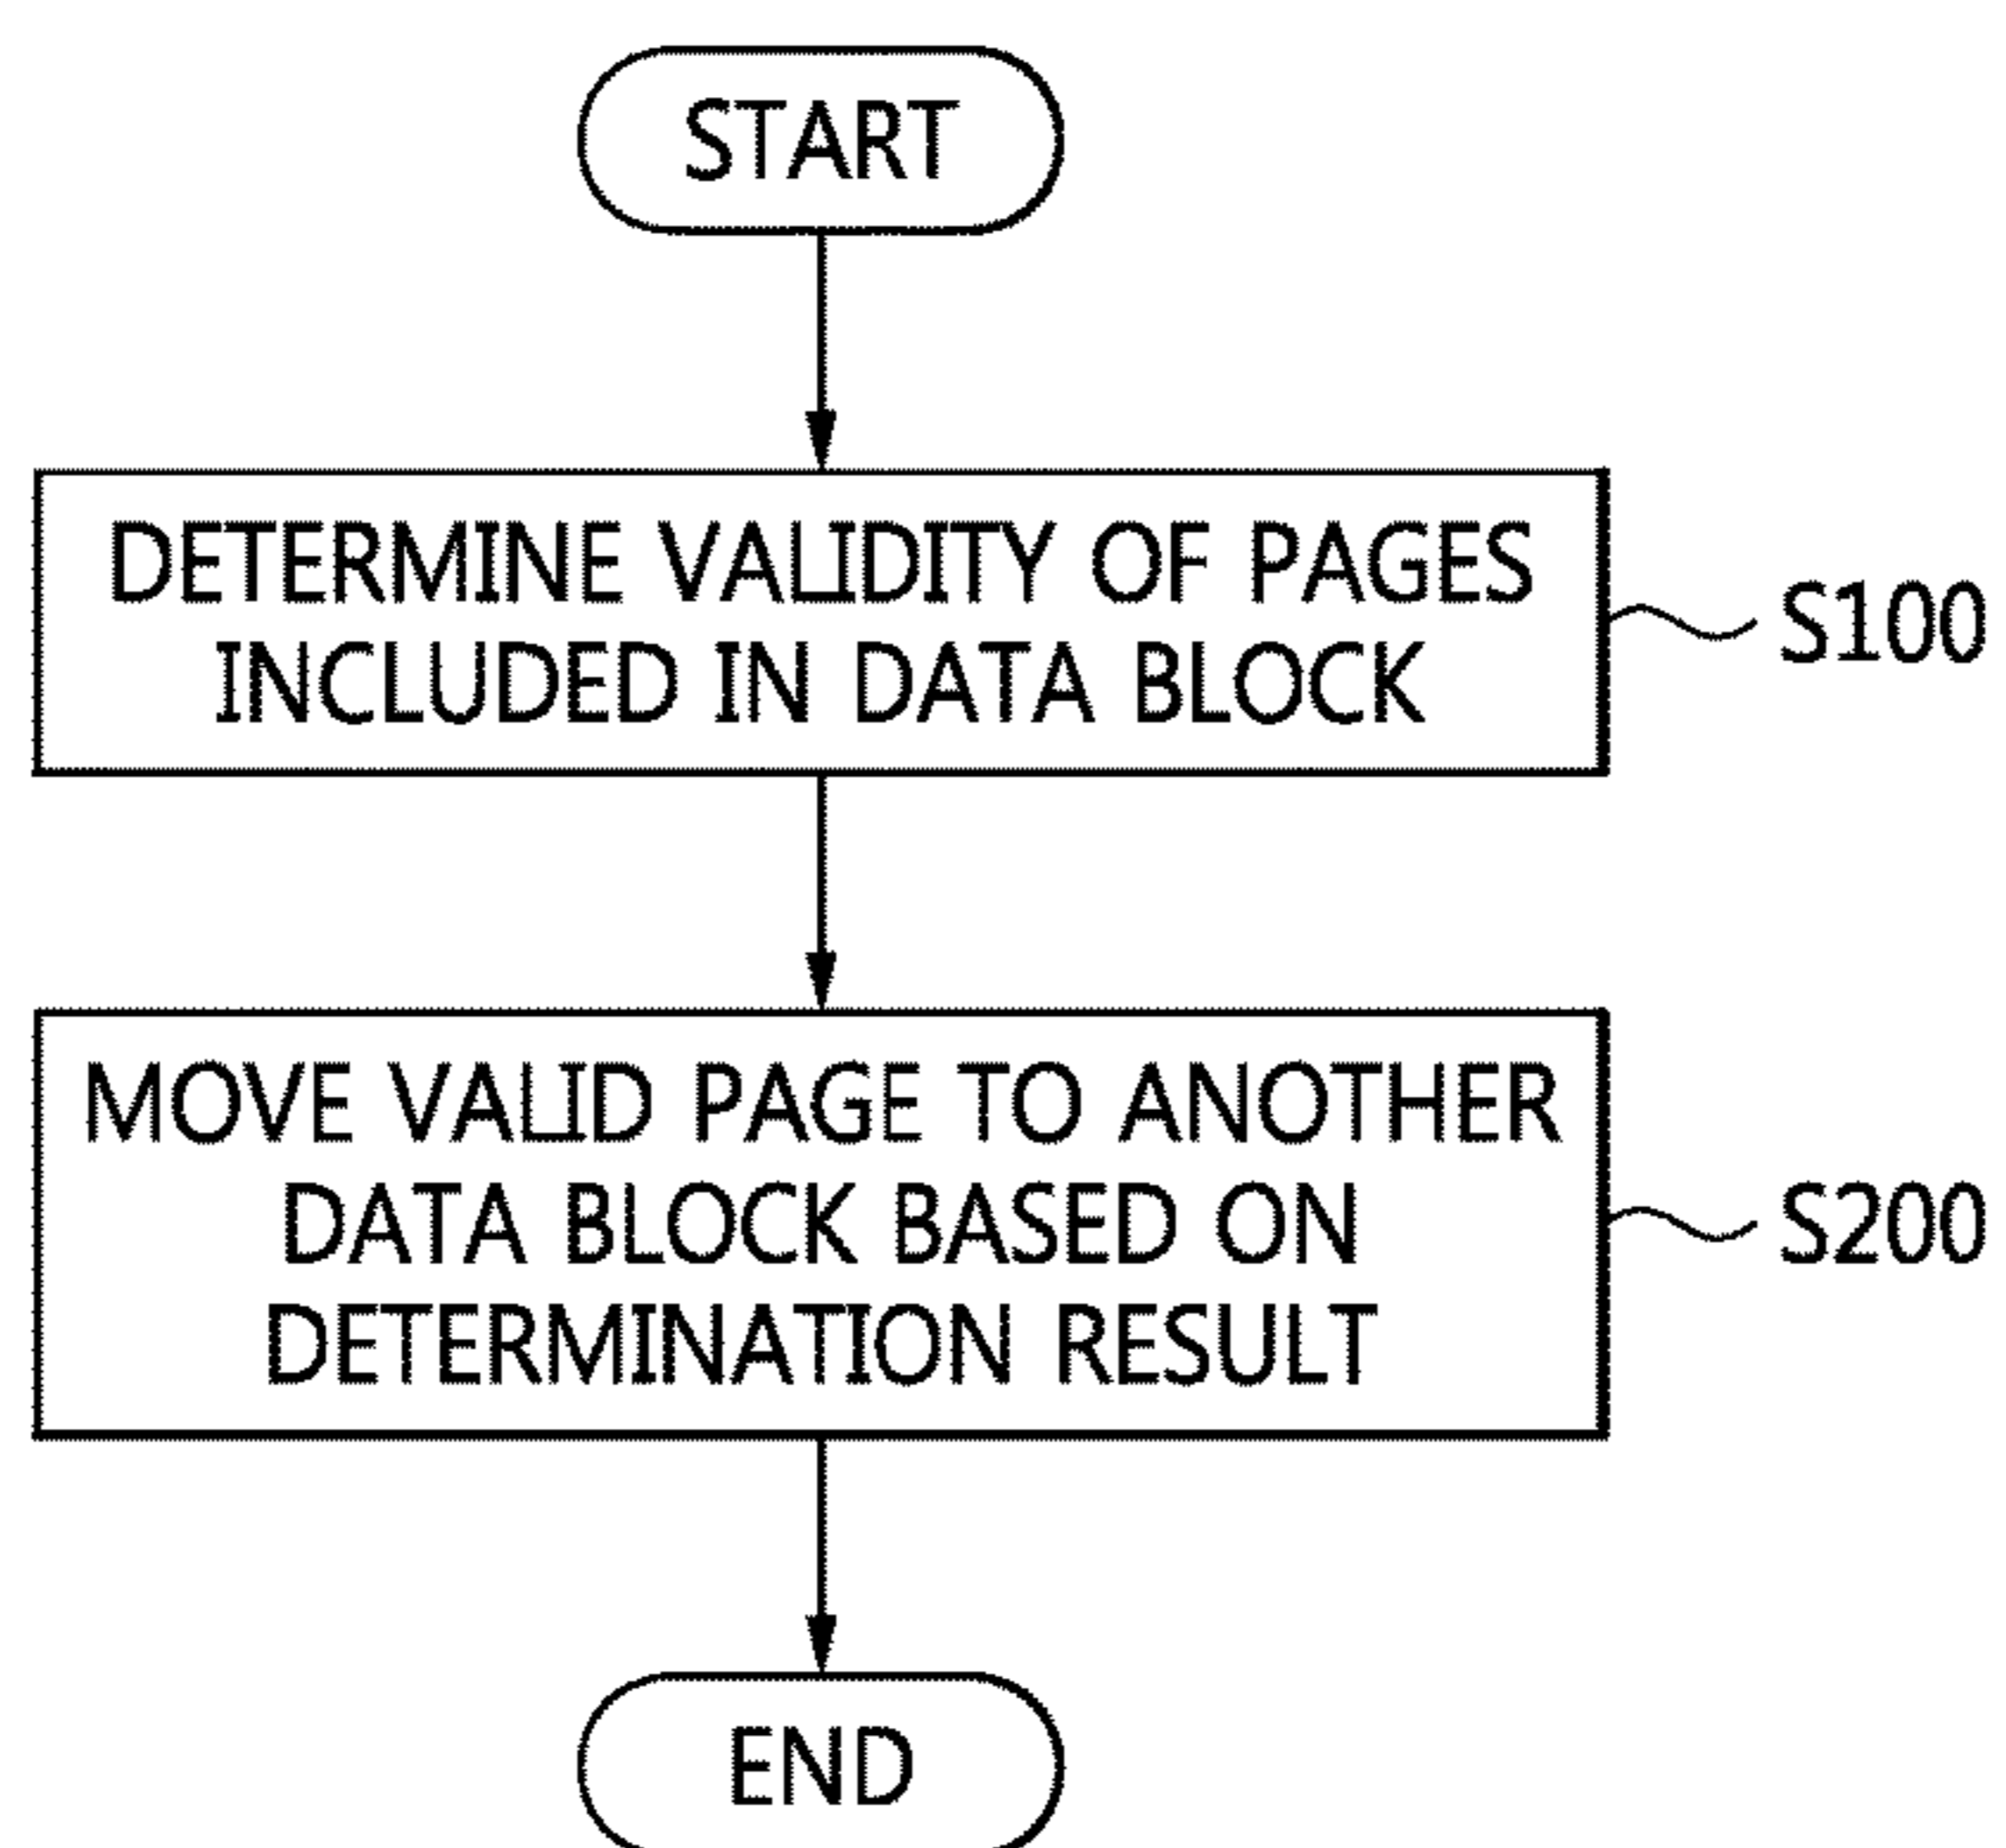 START
DETERMINE VALIDITY OF PAGES
INCLUDED IN DATA BLOCK
S100
MOVE VALID PAGE TO ANOTHER
DATA BLOCK BASED ON
DETERMINATION RESULT
S200
END